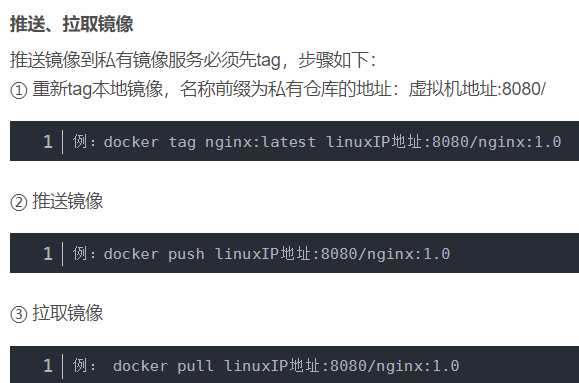 推送、拉取镜像
推送镜像到私有镜像服务必须先tag，步骤如下：
① 重新tag本地镜像，名称前缀为私有仓库的地址：虚拟机地址:8080/
1 例：docker tag nginx:latest linuxIP地址:8080/nginx:1.0
② 推送镜像
1 例：docker push linuxIP地址:8080/nginx:1.0
③ 拉取镜像
1 例： docker pull linuxIP地址:8080/nginx:1.0